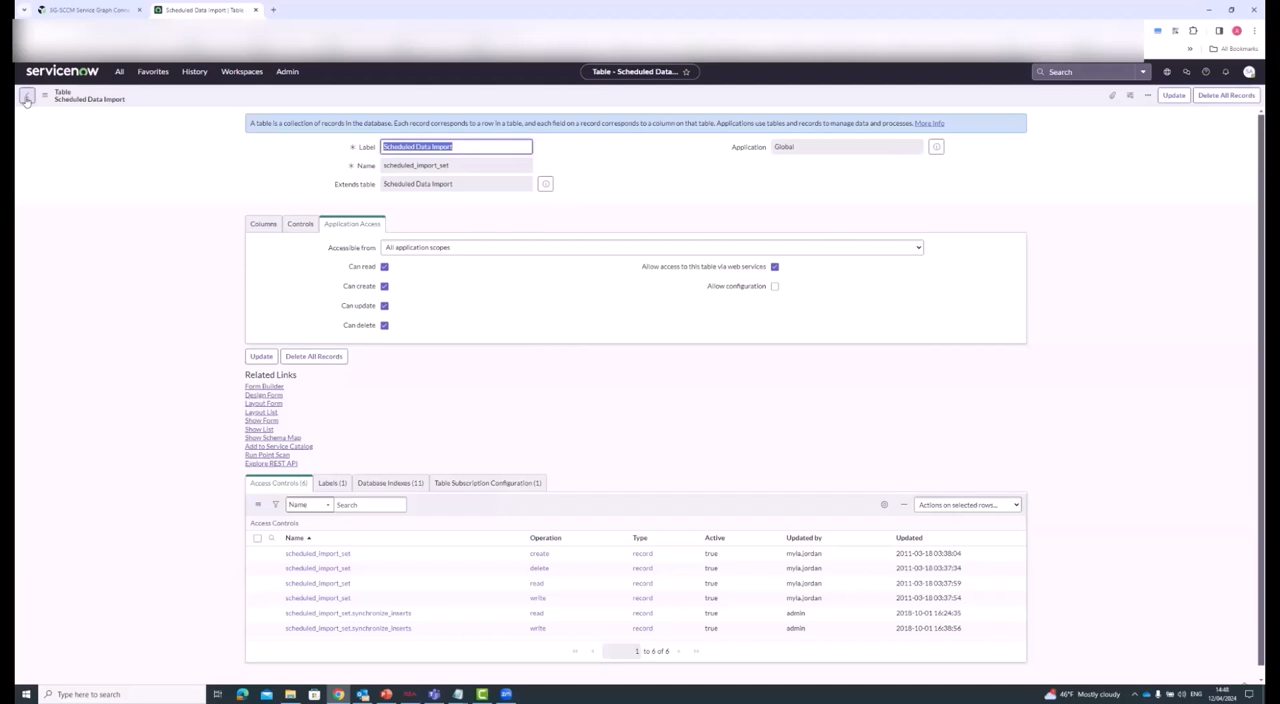 SG-SCCM Service Graph Conne
Scheduled Data Import | Table
All Bookmarks
servicenow
All Favorites History Workspaces Admin
Table - Scheduled Data...
Search
Table
Scheduled Data Import
Update
Delete All Records
A table is a collection of records in the database. Each record corresponds to a row in a table, and each field on a record corresponds to a column on that table. Applications use tables and records to manage data and processes. More Info
Label Scheduled Data Import
Application Global
Name scheduled_import_set
Extends table Scheduled Data Import
Columns Controls Application Access
Accessible from All application scopes
Can read
Allow access to this table via web services
Can create
Allow configuration
Can update
Can delete
Update Delete All Records
Related Links
Form Builder
Design Form
Layout Form
Layout List
Show Form
Show List
Show Schema Map
Add to Service Catalog
Run Point Scan
Explore REST API
Access Controls (6) Labels (1) Database Indexes (11) Table Subscription Configuration (1)
Name Search Actions on selected rows...
Access Controls
Name Operation Type Active Updated by Updated
scheduled_import_set create record true myla.jordan 2011-03-18 03:38:04
scheduled_import_set delete record true myla.jordan 2011-03-18 03:37:34
scheduled_import_set read record true myla.jordan 2011-03-18 03:37:59
scheduled_import_set write record true myla.jordan 2011-03-18 03:37:54
scheduled_import_set.synchronize_inserts read record true admin 2018-10-01 16:24:35
scheduled_import_set.synchronize_inserts write record true admin 2018-10-01 16:38:56
1 to 6 of 6
Type here to search
46°F Mostly cloudy
ENG
14:48
12/04/2024